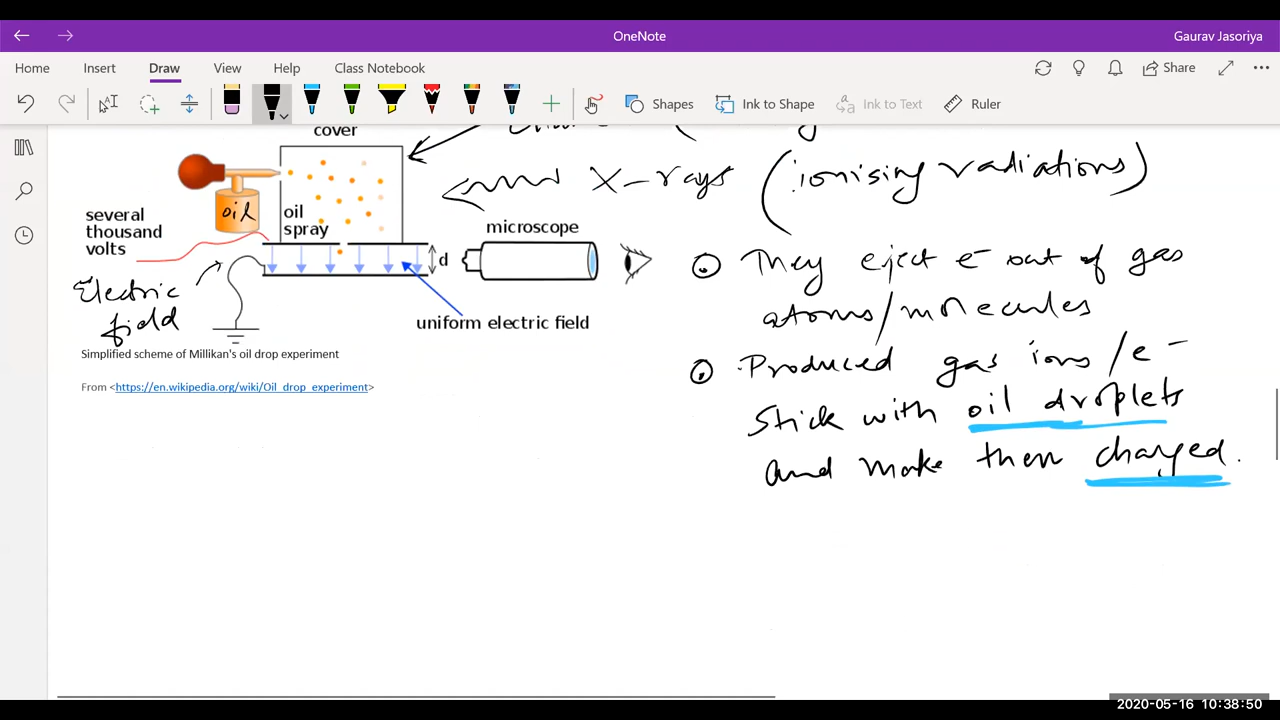 OneNote
Gaurav Jasoriya
Home Insert Draw View Help Class Notebook
Share
Shapes Ink to Shape Ink to Text Ruler
cover
X-rays (ionising radiations)
oil
oil
spray
several
thousand
volts
microscope
d
Electric
field
uniform electric field
Simplified scheme of Millikan's oil drop experiment
From <https://en.wikipedia.org/wiki/Oil_drop_experiment>
They eject e- out of gas
atoms/molecules
Produced gas ions/e-
stick with oil droplets
and make them charged.
2020-05-16 10:38:50